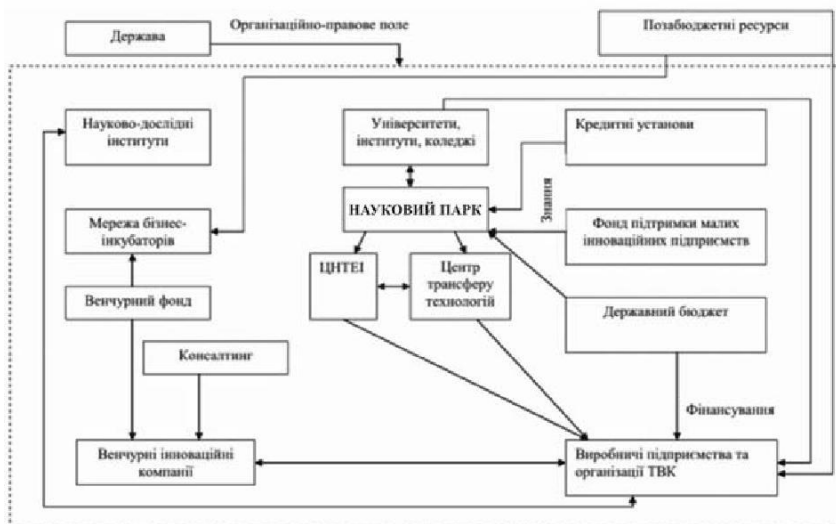 Держава
Організаційно-правове поле
Позабюджетні ресурси
Науково-дослідні
інститути
Університети,
інститути, коледжі
Кредитні установи
Знання
НАУКОВИЙ ПАРК
Мережа бізнес-
інкубаторів
Фонд підтримки малих
інноваційних підприємств
ЦНТЕІ
Центр
трансферу
технологій
Венчурний фонд
Державний бюджет
Консалтинг
Фінансування
Венчурні інноваційні
компанії
Виробничі підприємства та
організації ТВК